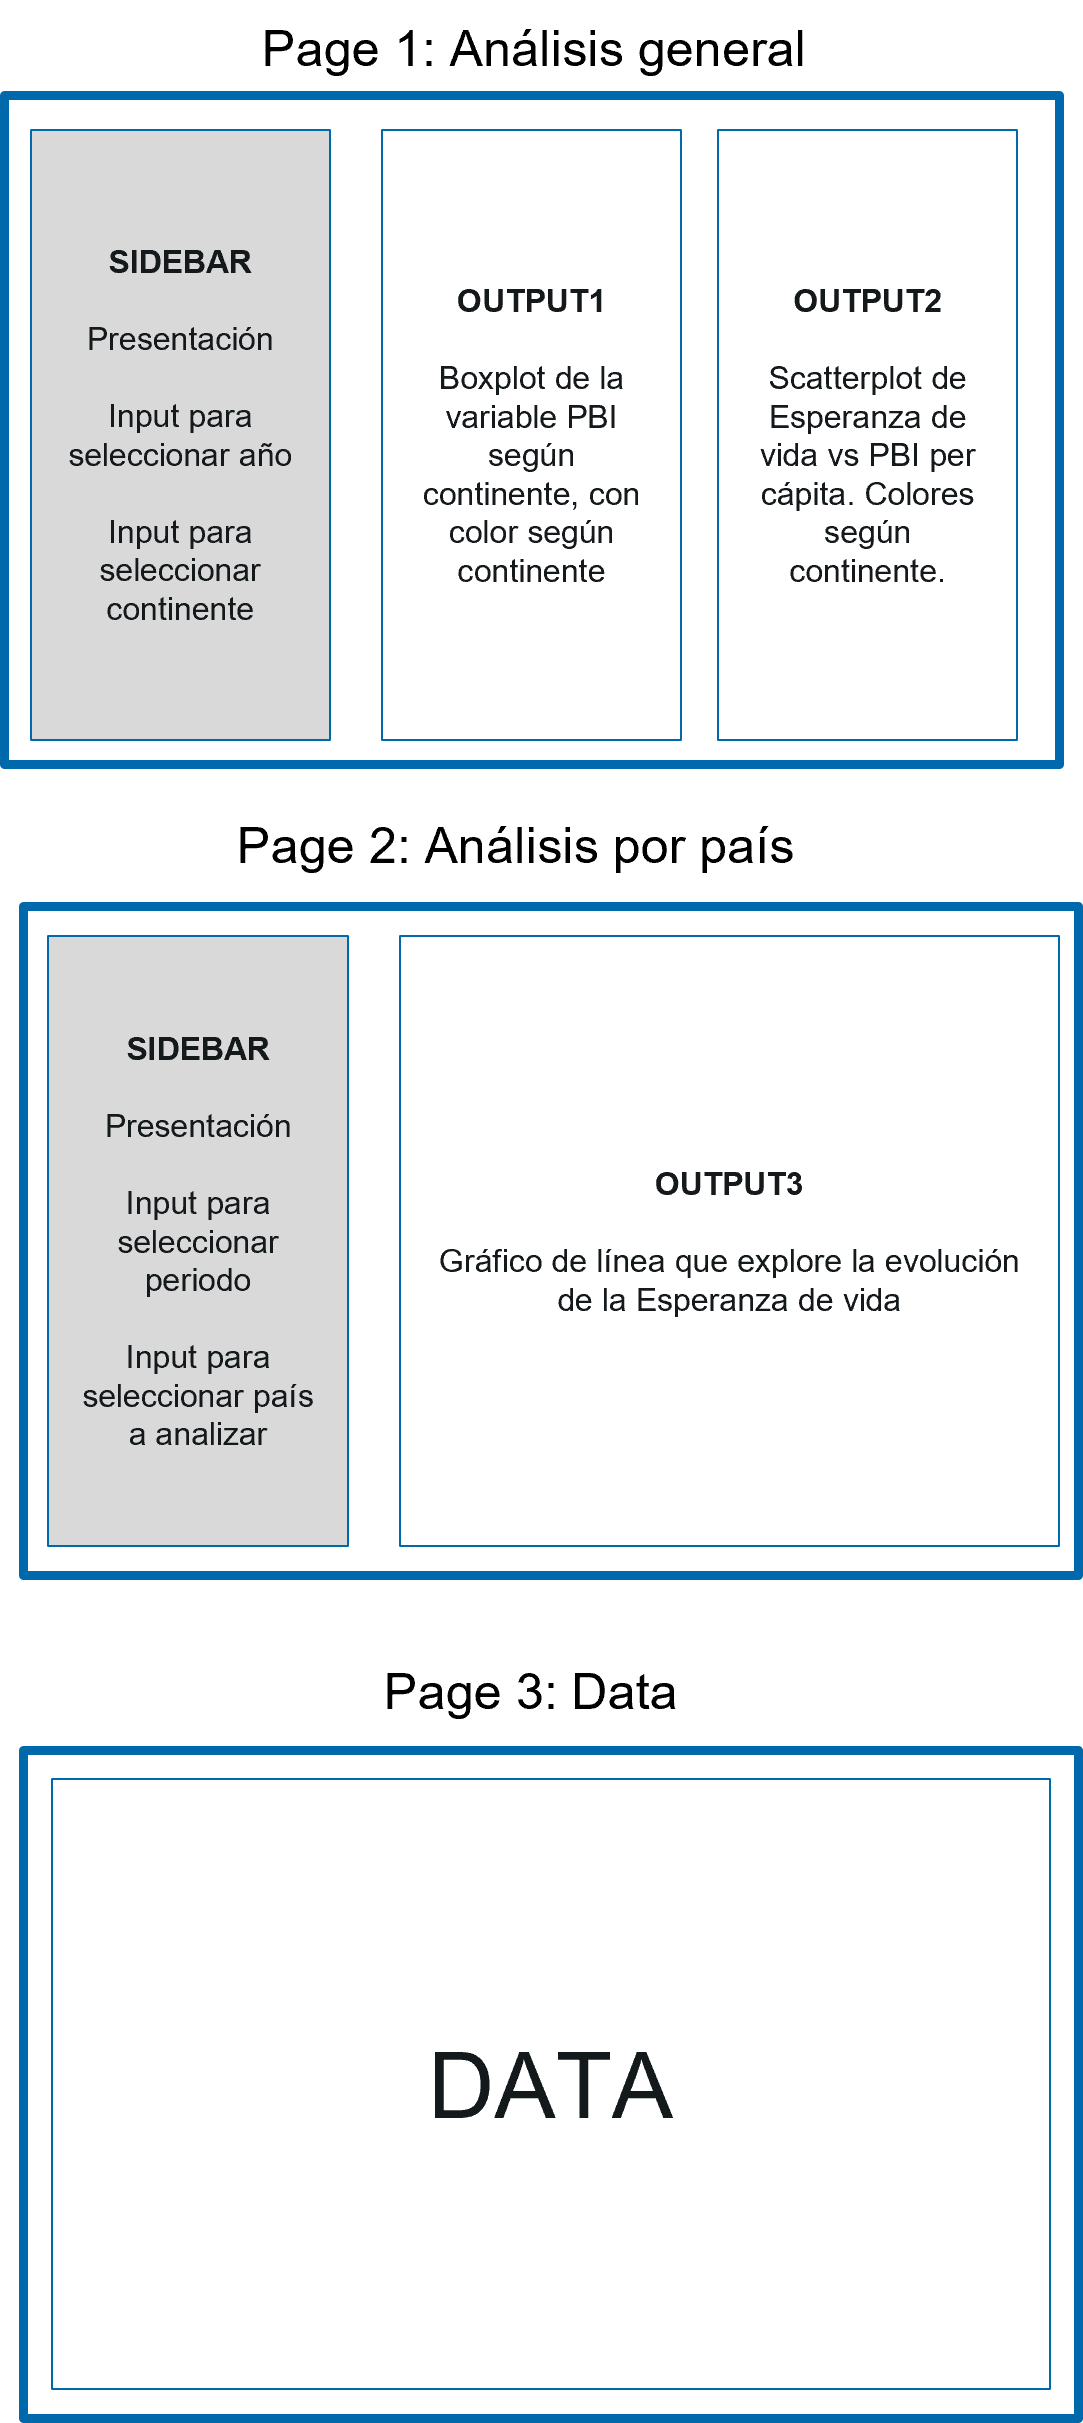 Page 1: Análisis general
SIDEBAR
Presentación
Input para
seleccionar año
Input para
seleccionar
continente
OUTPUT1
Boxplot de la
variable PBI
según
continente, con
color según
continente
OUTPUT2
Scatterplot de
Esperanza de
vida vs PBI per
cápita. Colores
según
continente.
Page 2: Análisis por país
SIDEBAR
Presentación
Input para
seleccionar
periodo
Input para
seleccionar país
a analizar
OUTPUT3
Gráfico de línea que explore la evolución
de la Esperanza de vida
Page 3: Data
DATA